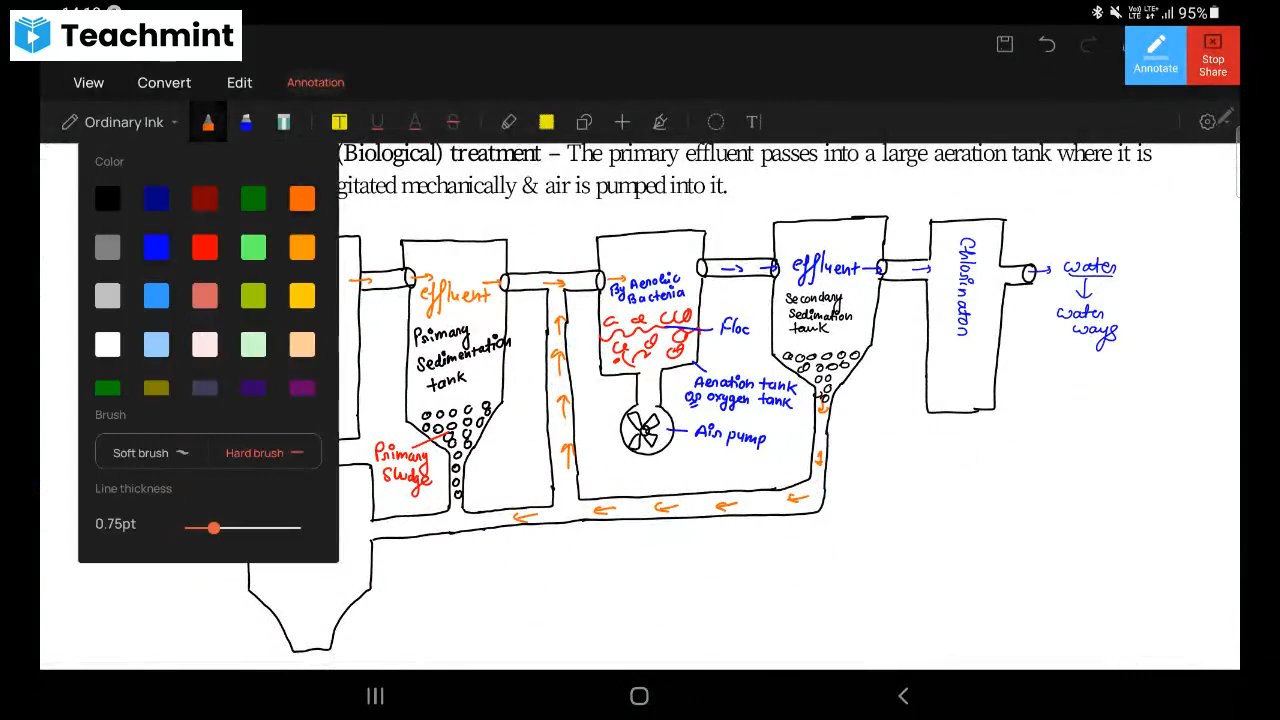 Teachmint
95%
Annotate
Stop
Share
View
Convert
Edit
Annotation
Ordinary Ink
T
T
(Biological) treatment – The primary effluent passes into a large aeration tank where it is
gitated mechanically & air is pumped into it.
Color
Brush
Soft brush
Hard brush
Line thickness
0.75pt
effluent
Primary
Sedimentation
tank
Primary
Sludge
By Aerobic
Bacteria
Floc
Aeration tank
or oxygen tank
Air pump
effluent
Secondary
Sedimation
tank
Chlorinaton
water
water
ways